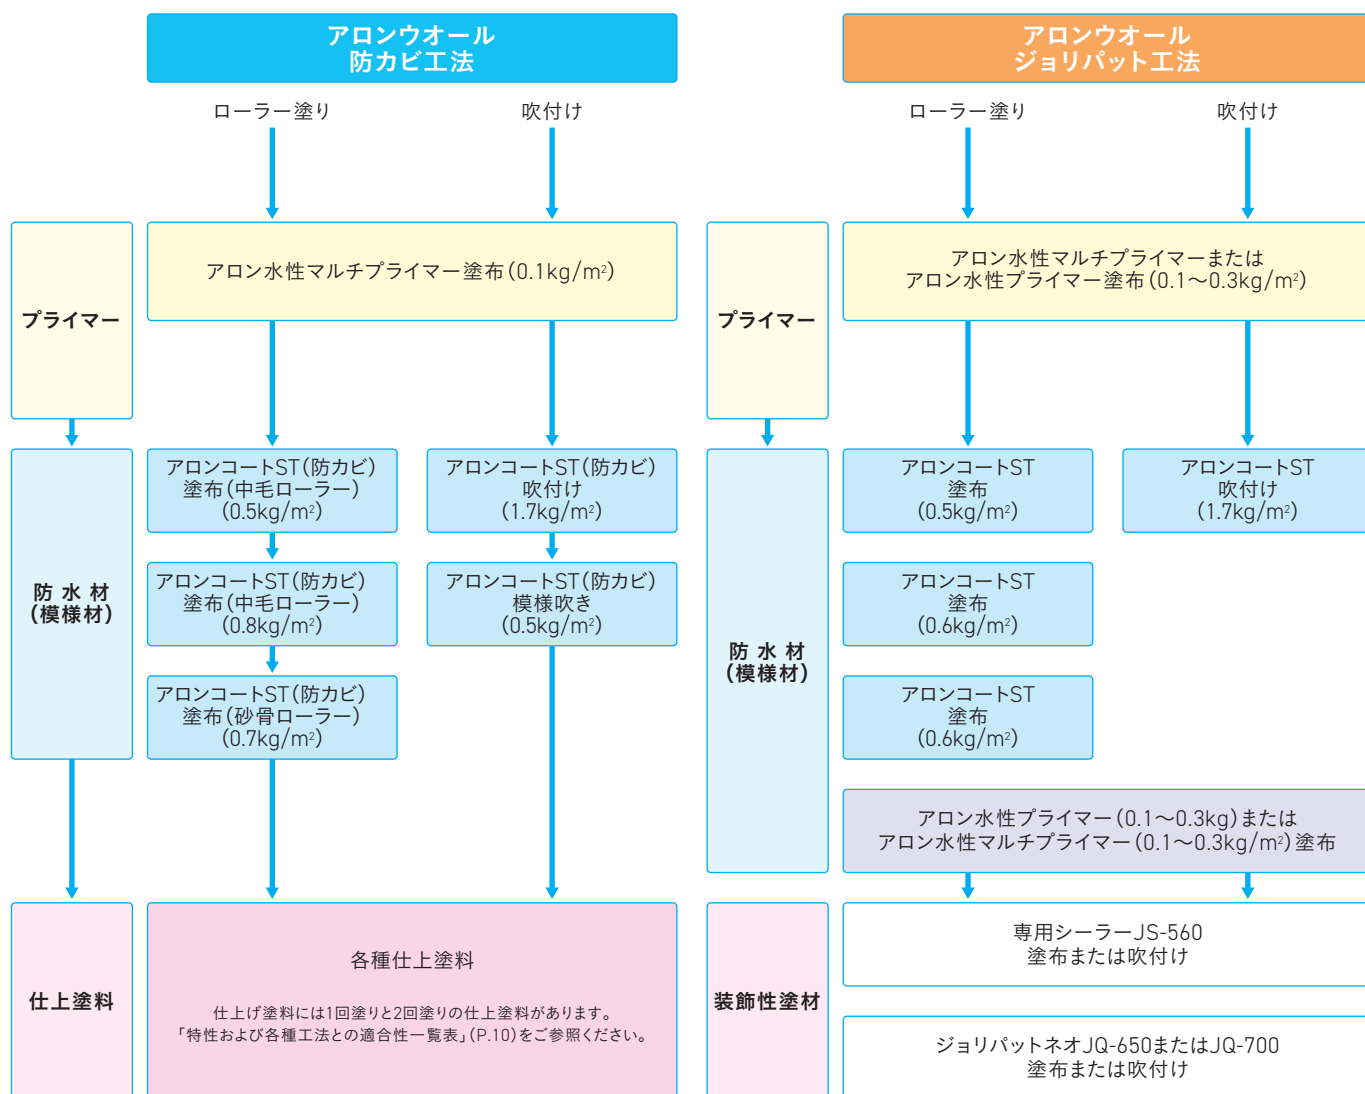 アロンウオール
防カビ工法
ローラー塗り
吹付け
プライマー
アロン水性マルチプライマー塗布(0.1kg/m²)
防水材
(模様材)
アロンコートST(防カビ)
塗布(中毛ローラー)
(0.5kg/m²)
アロンコートST(防カビ)
吹付け
(1.7kg/m²)
アロンコートST(防カビ)
塗布(中毛ローラー)
(0.8kg/m²)
アロンコートST(防カビ)
模様吹き
(0.5kg/m²)
アロンコートST(防カビ)
塗布(砂骨ローラー)
(0.7kg/m²)
仕上塗料
各種仕上塗料
仕上げ塗料には1回塗りと2回塗りの仕上塗料があります。
「特性および各種工法との適合性一覧表」(P.10)をご参照ください。
アロンウオール
ジョリパット工法
ローラー塗り
吹付け
プライマー
アロン水性マルチプライマーまたは
アロン水性プライマー塗布(0.1〜0.3kg/m²)
防水材
(模様材)
アロンコートST
塗布
(0.5kg/m²)
アロンコートST
吹付け
(1.7kg/m²)
アロンコートST
塗布
(0.6kg/m²)
アロンコートST
塗布
(0.6kg/m²)
アロン水性プライマー(0.1〜0.3kg)または
アロン水性マルチプライマー(0.1〜0.3kg/m²)塗布
装飾性塗材
専用シーラーJS-560
塗布または吹付け
ジョリパットネオJQ-650またはJQ-700
塗布または吹付け